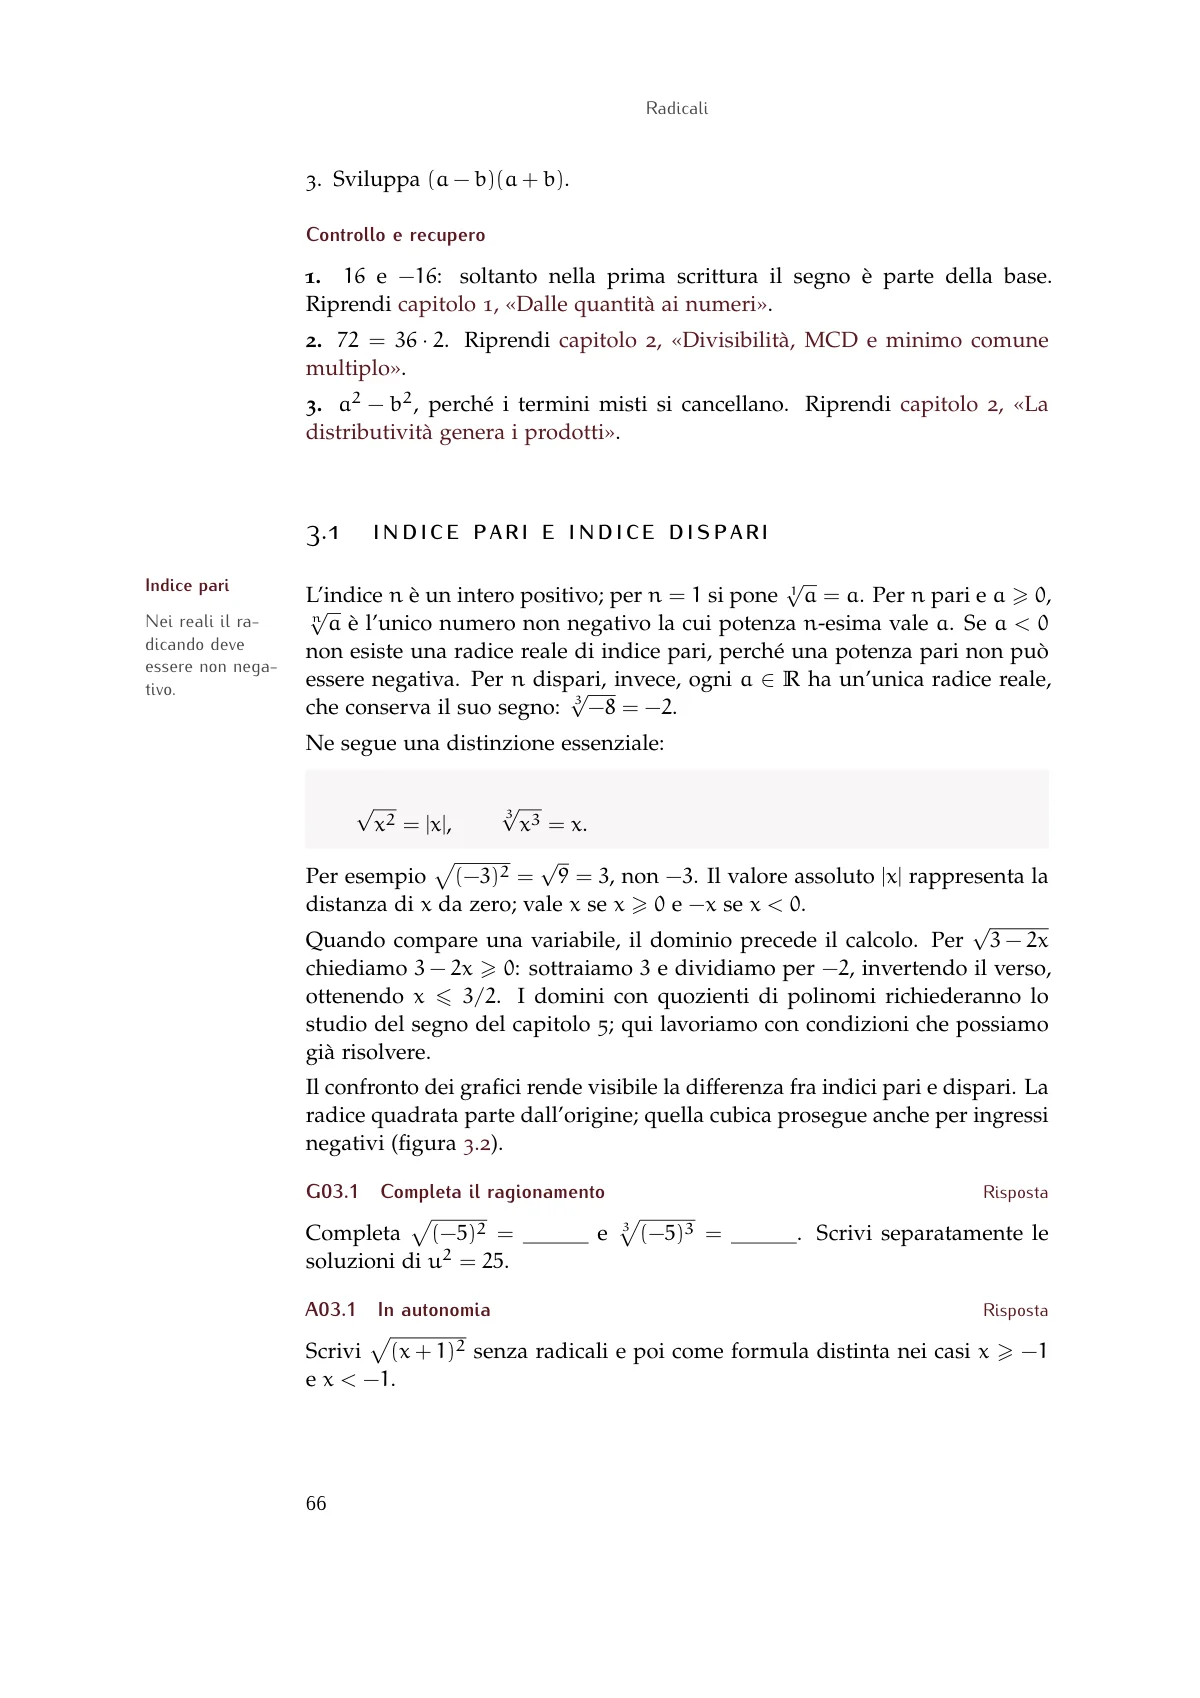 Radicali
3. Sviluppa (a − b)(a + b).
Controllo e recupero
1. 16 e −16: soltanto nella prima scrittura il segno è parte della base.
Riprendi capitolo 1, «Dalle quantità ai numeri».
2. 72 = 36 · 2. Riprendi capitolo 2, «Divisibilità, MCD e minimo comune
multiplo».
3. a² − b², perché i termini misti si cancellano. Riprendi capitolo 2, «La
distributività genera i prodotti».
3.1 INDICE PARI E INDICE DISPARI
Indice pari
Nei reali il ra-
dicando deve
essere non nega-
tivo.
L'indice n è un intero positivo; per n = 1 si pone ¹√a = a. Per n pari e a ⩾ 0,
ⁿ√a è l'unico numero non negativo la cui potenza n-esima vale a. Se a < 0
non esiste una radice reale di indice pari, perché una potenza pari non può
essere negativa. Per n dispari, invece, ogni a ∈ ℝ ha un'unica radice reale,
che conserva il suo segno: ³√−8 = −2.
Ne segue una distinzione essenziale:
√x² = |x|, ³√x³ = x.
Per esempio √(−3)² = √9 = 3, non −3. Il valore assoluto |x| rappresenta la
distanza di x da zero; vale x se x ⩾ 0 e −x se x < 0.
Quando compare una variabile, il dominio precede il calcolo. Per √3 − 2x
chiediamo 3 − 2x ⩾ 0: sottraiamo 3 e dividiamo per −2, invertendo il verso,
ottenendo x ⩽ 3/2. I domini con quozienti di polinomi richiederanno lo
studio del segno del capitolo 5; qui lavoriamo con condizioni che possiamo
già risolvere.
Il confronto dei grafici rende visibile la differenza fra indici pari e dispari. La
radice quadrata parte dall'origine; quella cubica prosegue anche per ingressi
negativi (figura 3.2).
G03.1 Completa il ragionamento Risposta
Completa √(−5)² = ______ e ³√(−5)³ = ______. Scrivi separatamente le
soluzioni di u² = 25.
A03.1 In autonomia Risposta
Scrivi √(x + 1)² senza radicali e poi come formula distinta nei casi x ⩾ −1
e x < −1.
66